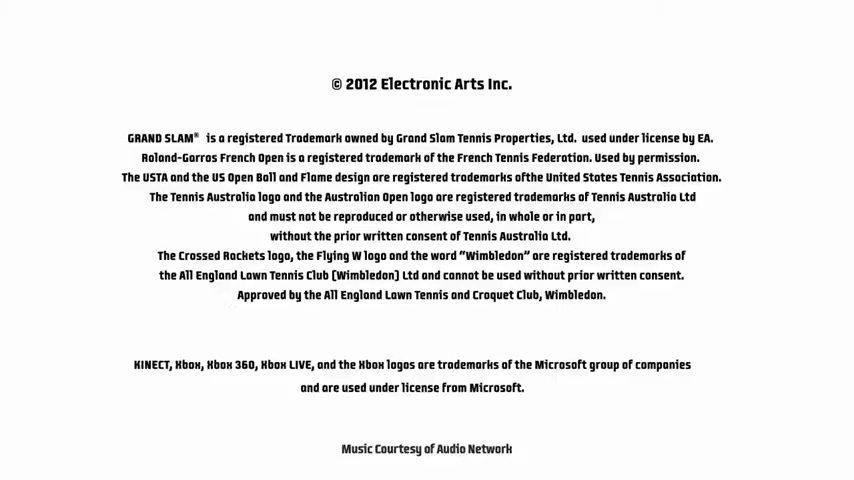 © 2012 Electronic Arts Inc.
GRAND SLAM® is a registered Trademark owned by Grand Slam Tennis Properties, Ltd. used under license by EA.
Roland-Garros French Open is a registered trademark of the French Tennis Federation. Used by permission.
The USTA and the US Open Ball and Flame design are registered trademarks ofthe United States Tennis Association.
The Tennis Australia logo and the Australian Open logo are registered trademarks of Tennis Australia Ltd
and must not be reproduced or otherwise used, in whole or in part,
without the prior written consent of Tennis Australia Ltd.
The Crossed Rackets logo, the Flying W logo and the word “Wimbledon” are registered trademarks of
the All England Lawn Tennis Club (Wimbledon) Ltd and cannot be used without prior written consent.
Approved by the All England Lawn Tennis and Croquet Club, Wimbledon.
KINECT, Xbox, Xbox 360, Xbox LIVE, and the Xbox logos are trademarks of the Microsoft group of companies
and are used under license from Microsoft.
Music Courtesy of Audio Network